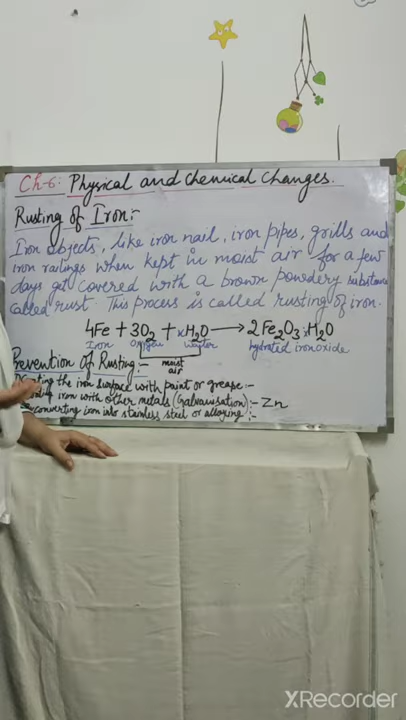 Ch-6: Physical and chemical changes.
Rusting of Iron:-
Iron objects, like iron nail, iron pipes, grills and
iron railings when kept in moist air for a few
days get covered with a brown powdery substance
called rust. This process is called rusting of iron.
4Fe + 3O2 + xH2O → 2Fe2O3·xH2O
Iron Oxygen water hydrated iron oxide
moist
air
Prevention Of Rusting:-
the iron surface with paint or grease:-
iron with other metals (Galvanisation):- Zn
converting iron into stainless steel or alloying:-
XRecorder